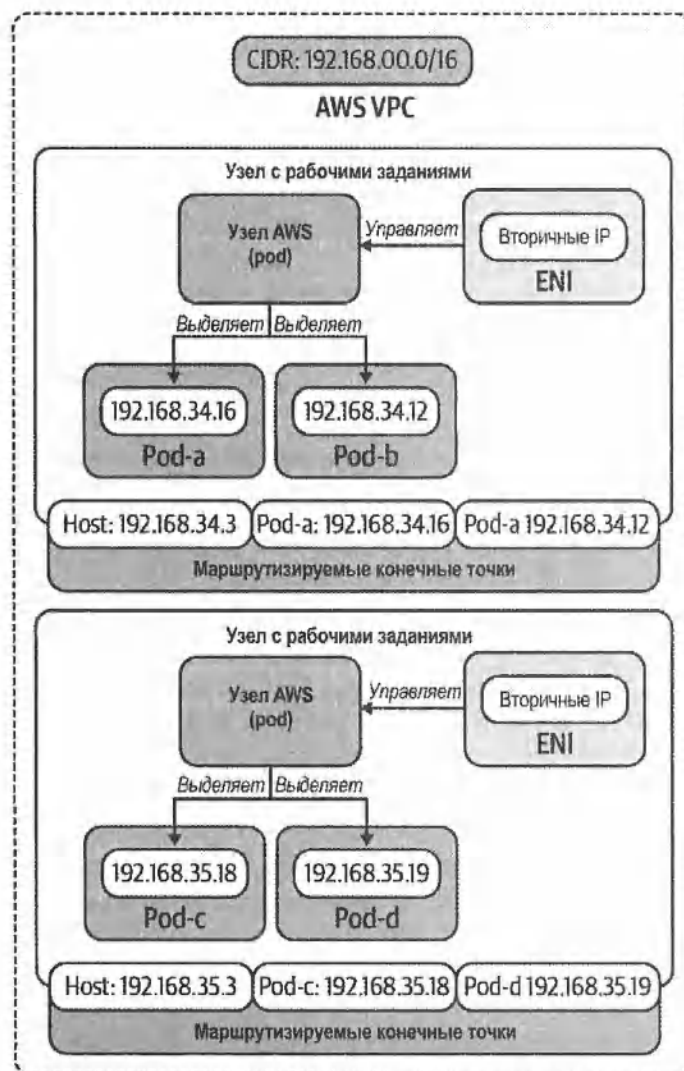 CIDR: 192.168.00.0/16
AWS VPC
Узел с рабочими заданиями
Узел AWS
(pod)
Управляет
Вторичные IP
ENI
Выделяет
Выделяет
192.168.34.16
Pod-a
192.168.34.12
Pod-b
Host: 192.168.34.3
Pod-a: 192.168.34.16
Pod-a 192.168.34.12
Маршрутизируемые конечные точки
Узел с рабочими заданиями
Узел AWS
(pod)
Управляет
Вторичные IP
ENI
Выделяет
Выделяет
192.168.35.18
Pod-c
192.168.35.19
Pod-d
Host: 192.168.35.3
Pod-c: 192.168.35.18
Pod-d 192.168.35.19
Маршрутизируемые конечные точки